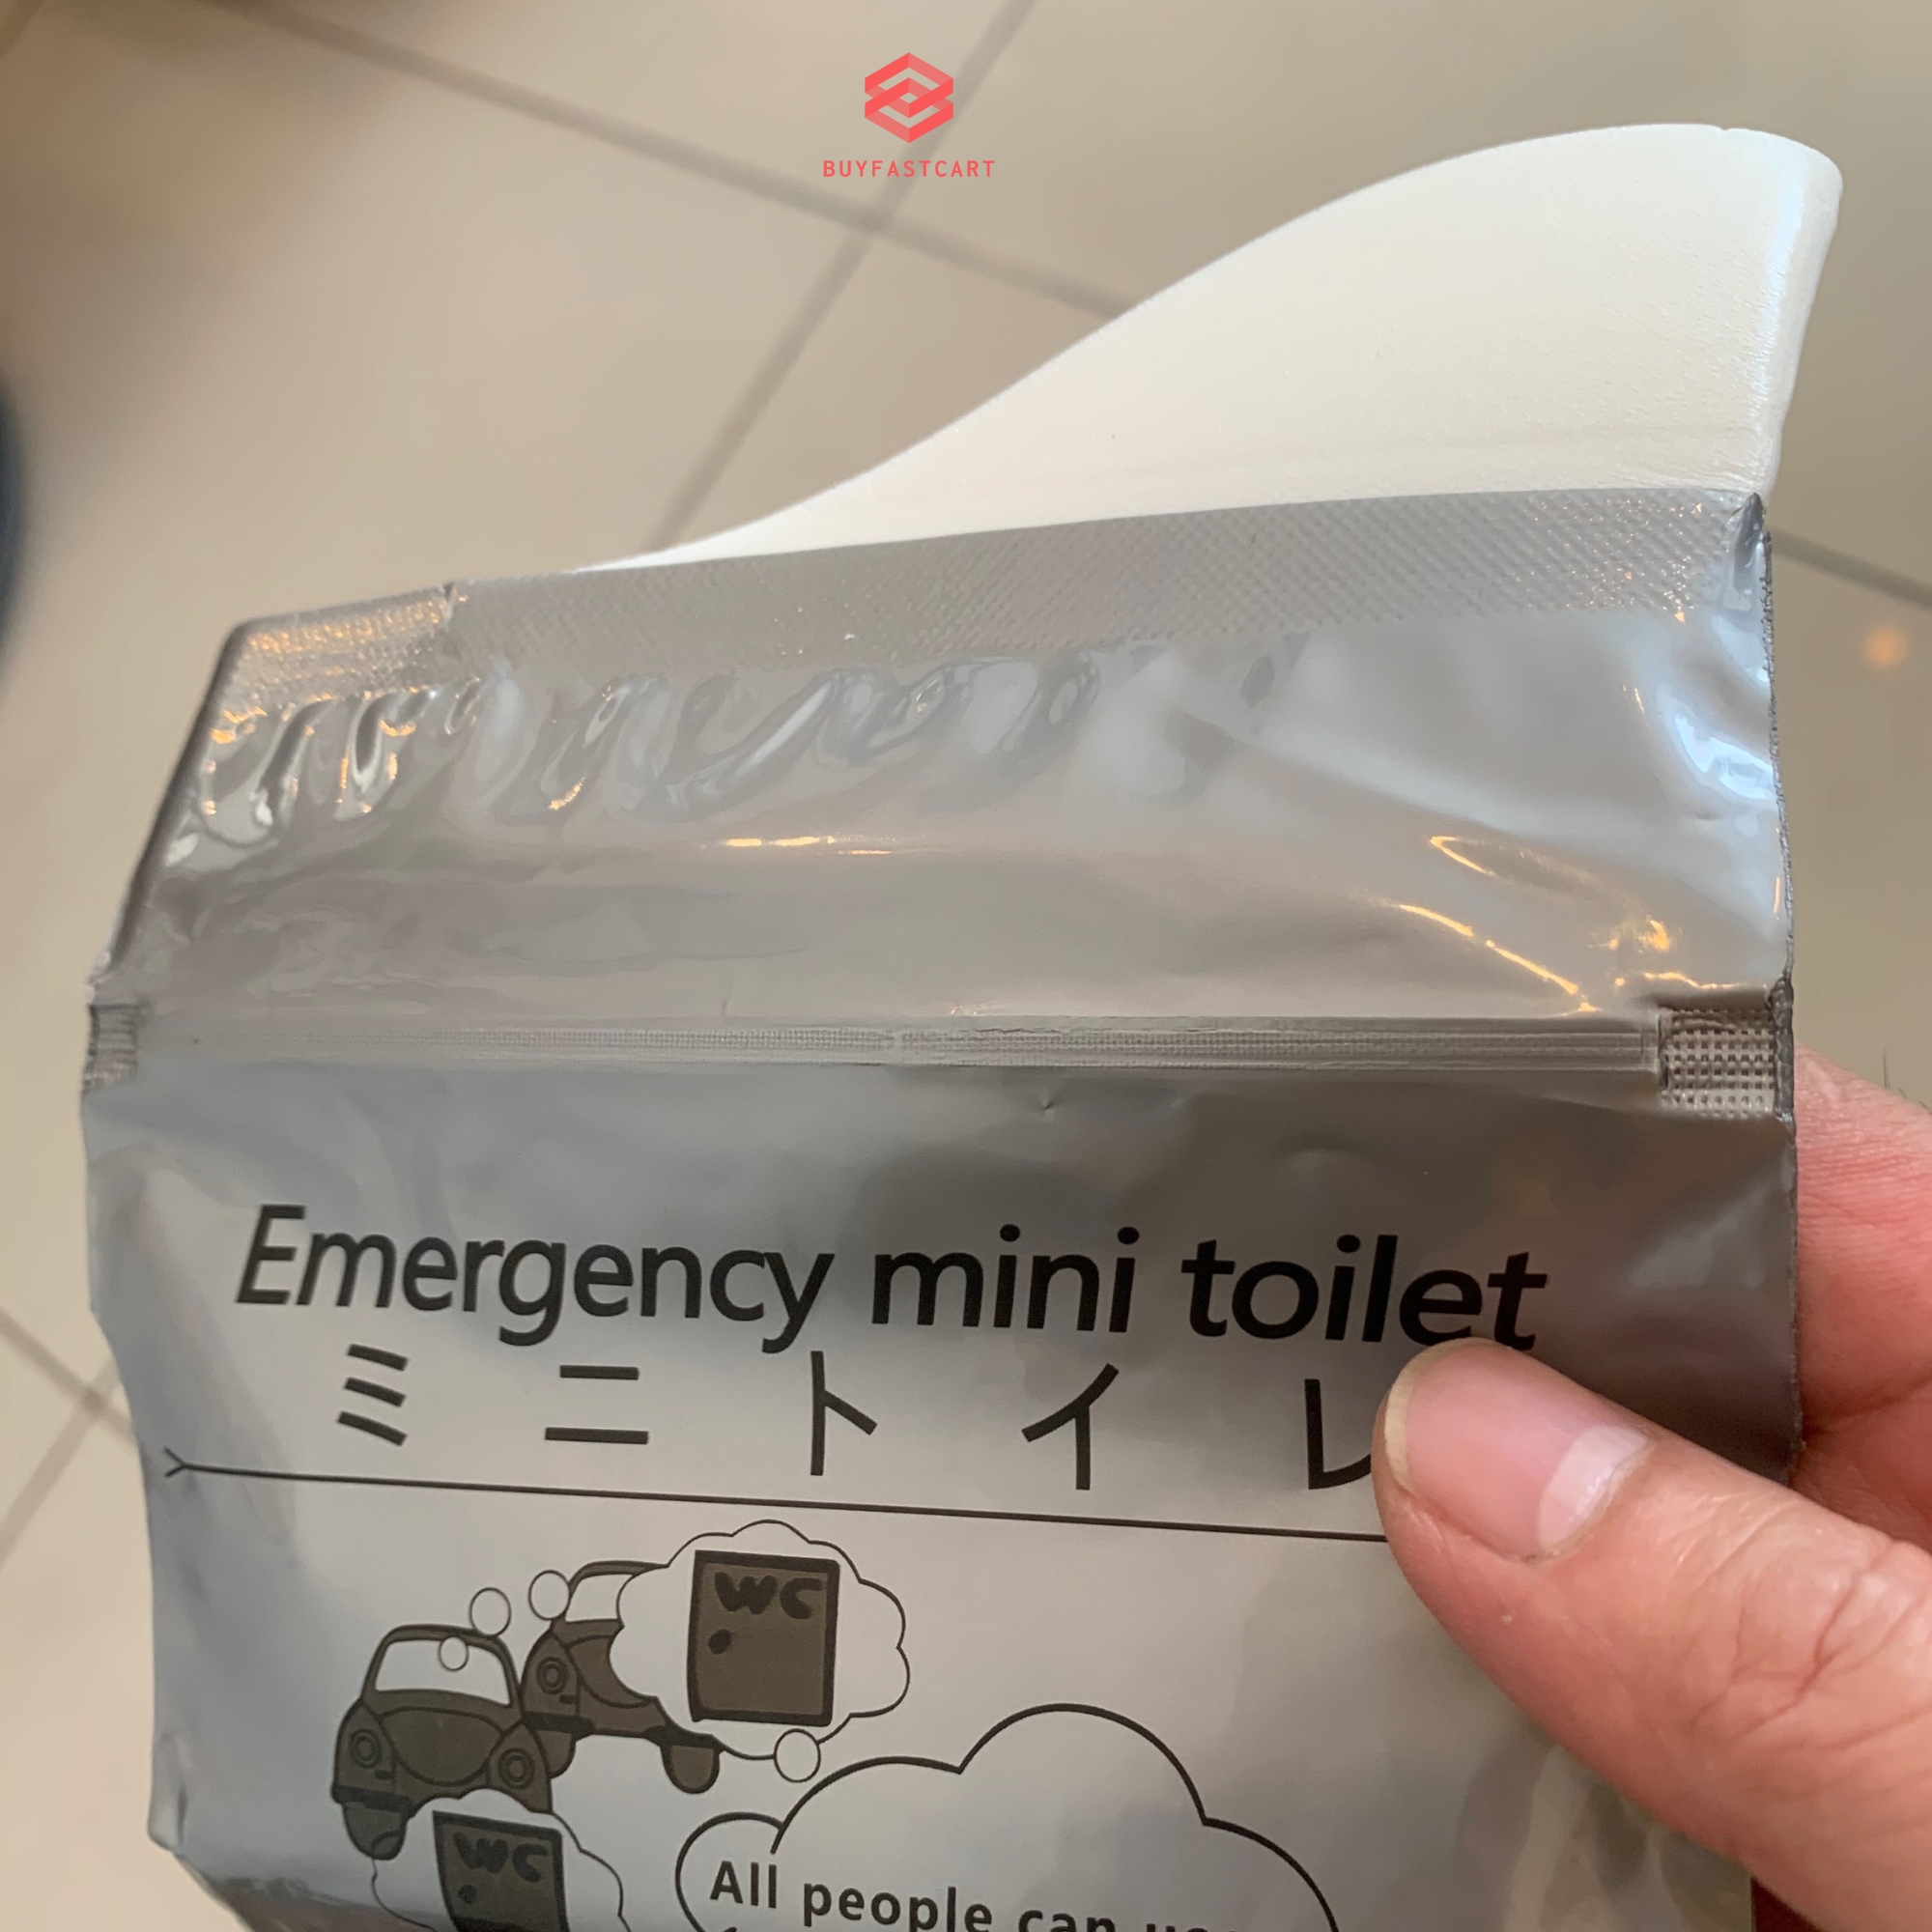 BUYFASTCART
Emergency mini toilet
ミニトイレ
WC
WC
All people can